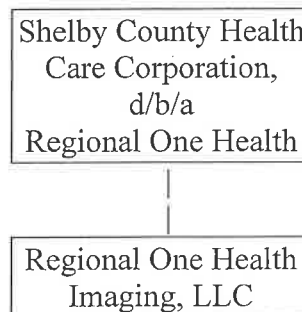 Shelby County Health
Care Corporation,
d/b/a
Regional One Health
Regional One Health
Imaging, LLC